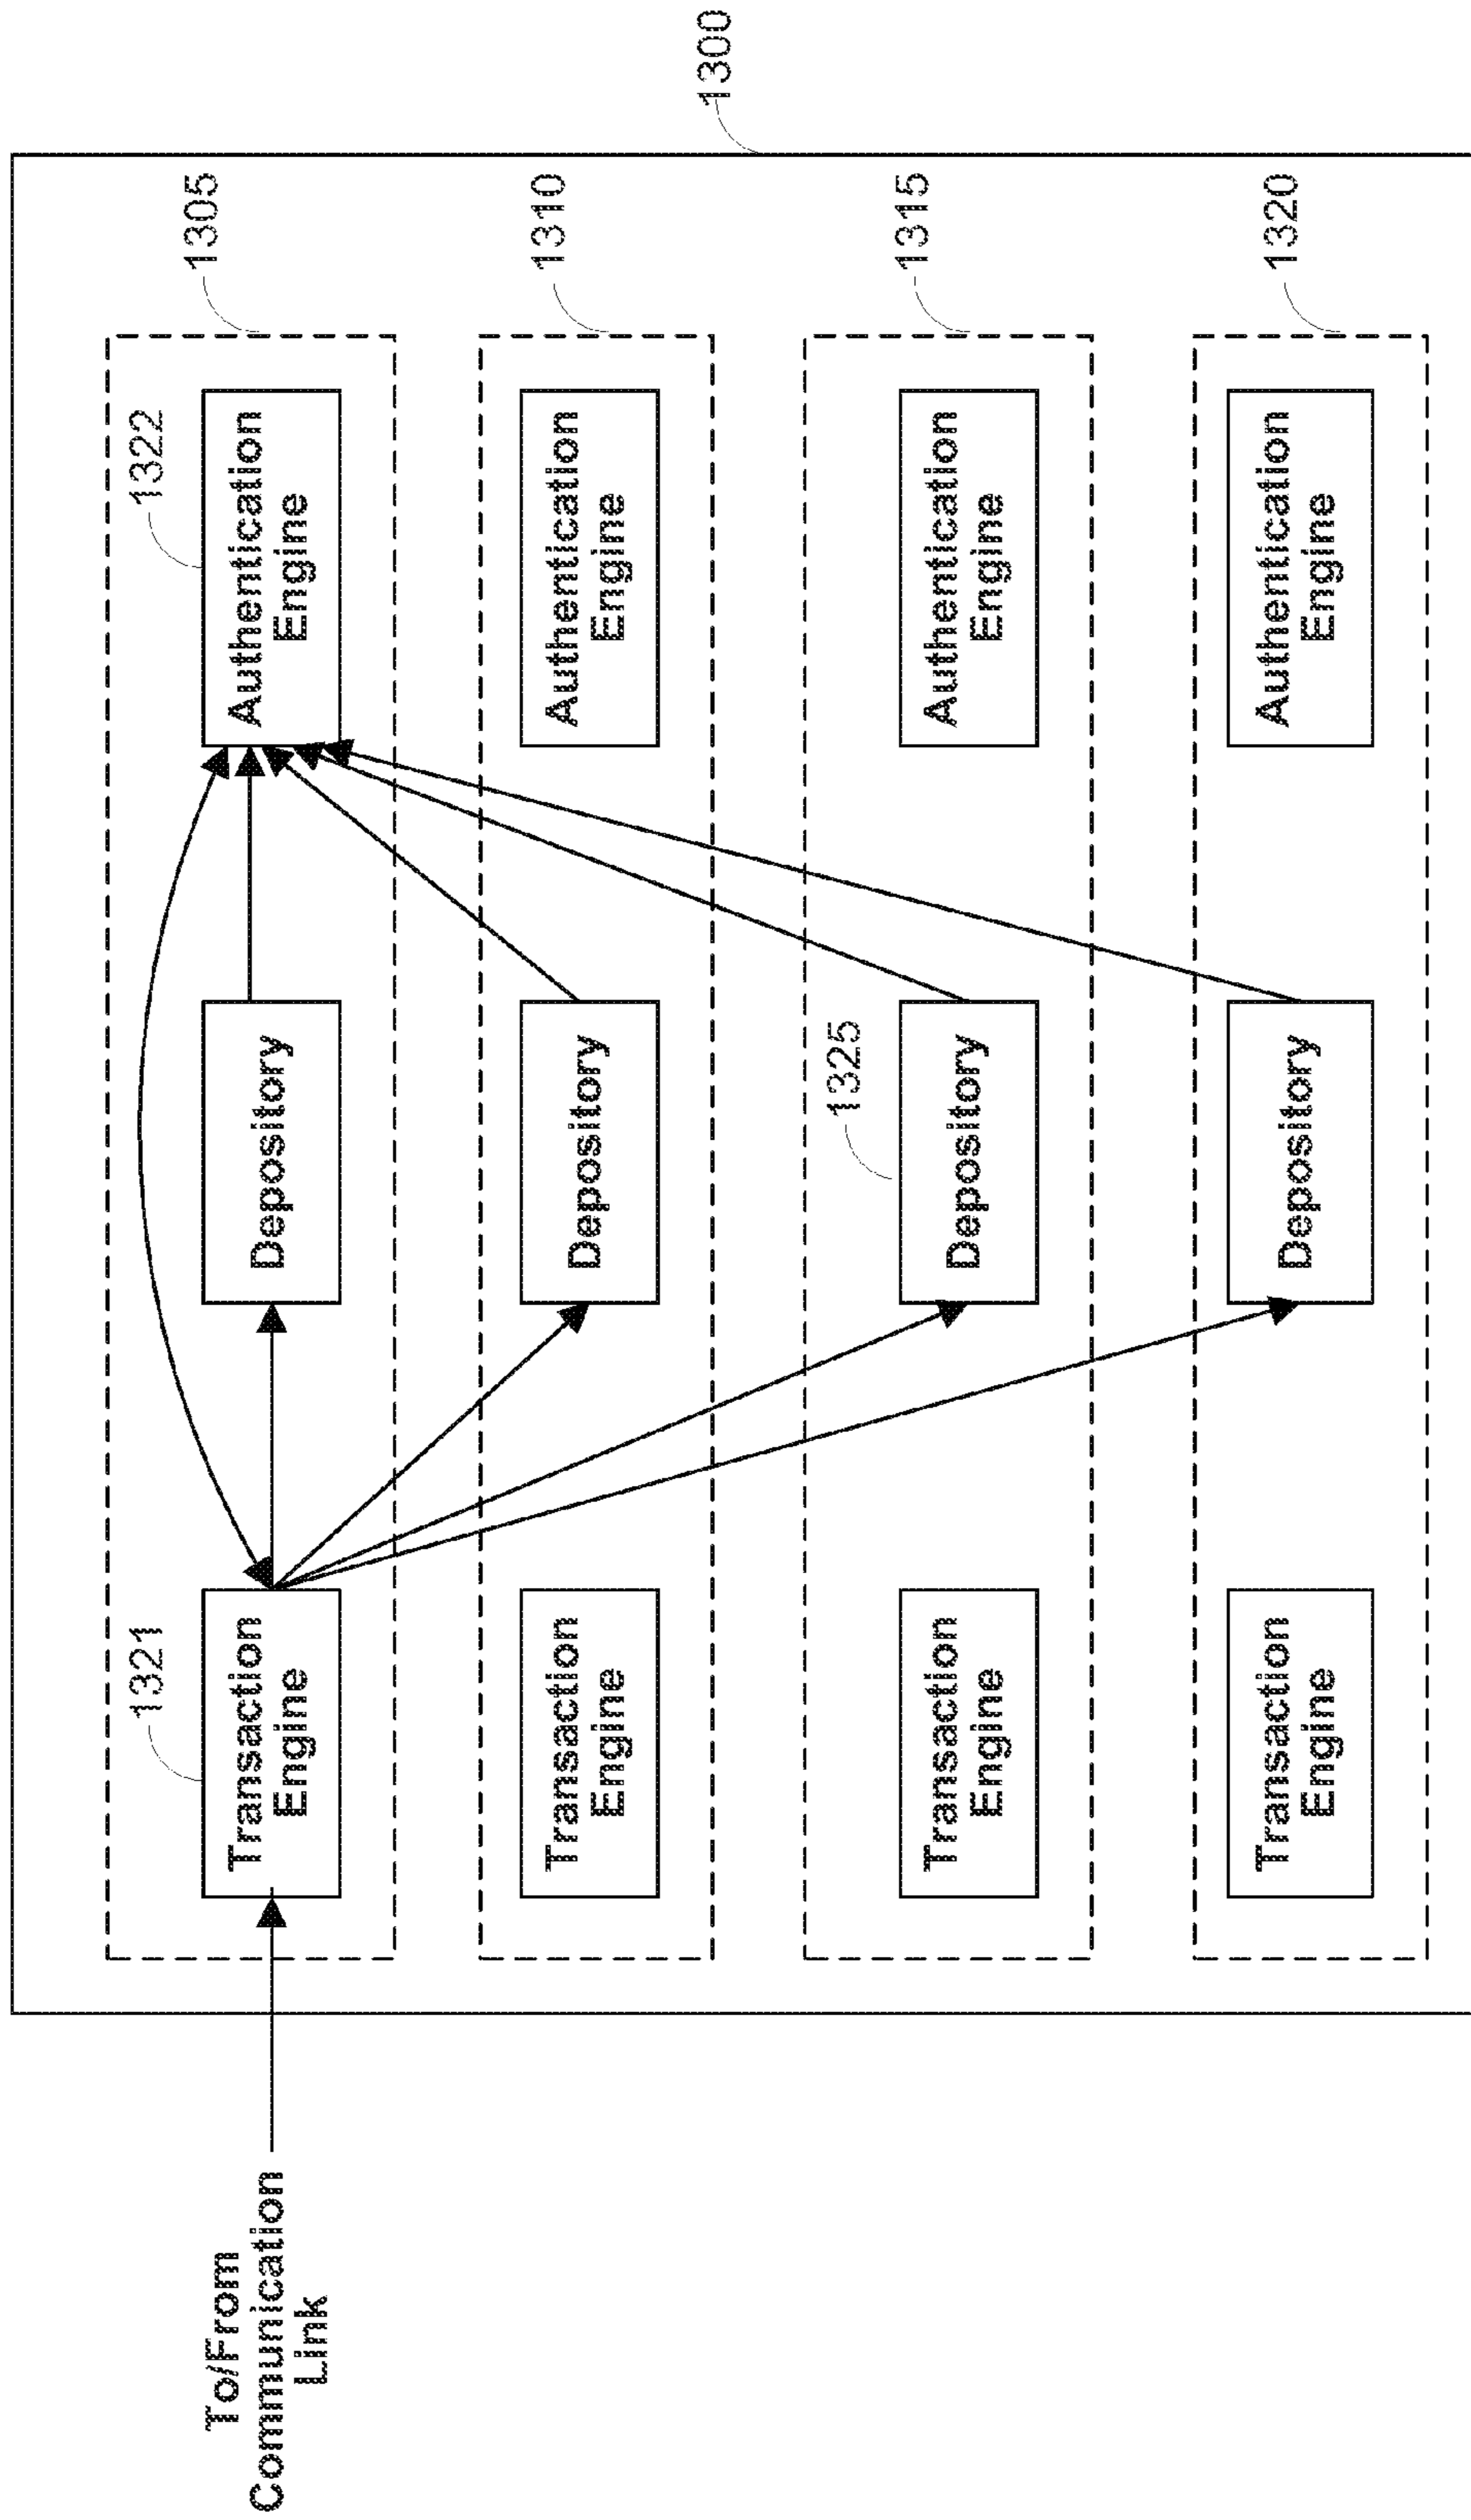 1300
1305
1322
Authentication
Engine
Depository
1321
Transaction
Engine
To/From
Communication
Link
1310
Authentication
Engine
Depository
Transaction
Engine
1315
Authentication
Engine
1325
Depository
Transaction
Engine
1320
Authentication
Engine
Depository
Transaction
Engine